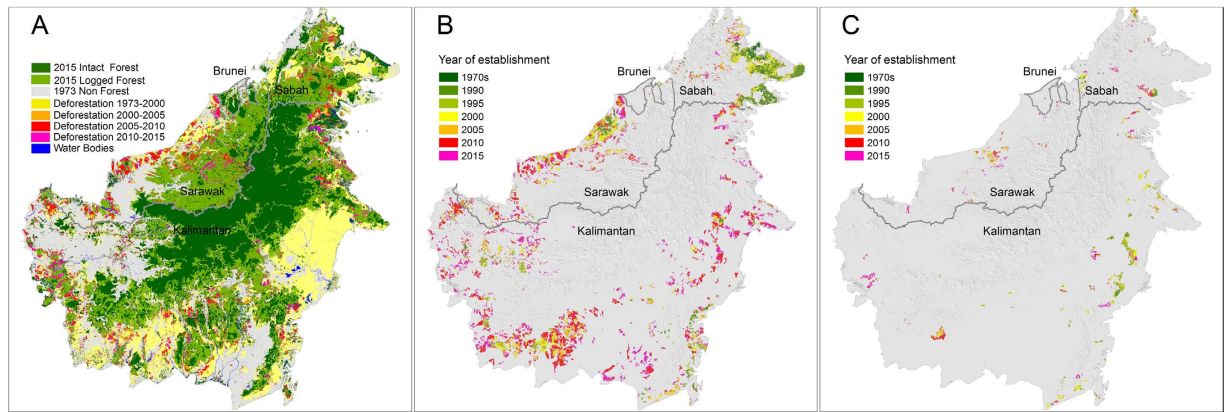 A
2015 Intact Forest
2015 Logged Forest
1973 Non Forest
Deforestation 1973-2000
Deforestation 2000-2005
Deforestation 2005-2010
Deforestation 2010-2015
Water Bodies
Brunei
Sabah
Sarawak
Kalimantan
B
Year of establishment
1970s
1990
1995
2000
2005
2010
2015
Brunei
Sabah
Sarawak
Kalimantan
C
Year of establishment
1970s
1990
1995
2000
2005
2010
2015
Brunei
Sabah
Sarawak
Kalimantan